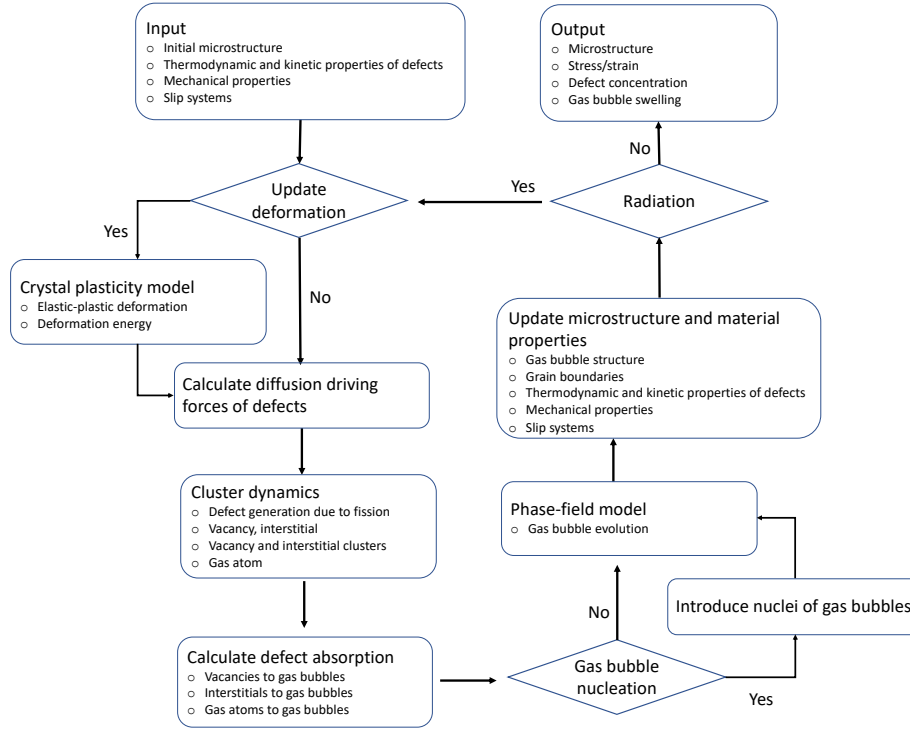 Input
○ Initial microstructure
○ Thermodynamic and kinetic properties of defects
○ Mechanical properties
○ Slip systems
Update
deformation
Yes
No
Crystal plasticity model
○ Elastic-plastic deformation
○ Deformation energy
Calculate diffusion driving
forces of defects
Cluster dynamics
○ Defect generation due to fission
○ Vacancy, interstitial
○ Vacancy and interstitial clusters
○ Gas atom
Calculate defect absorption
○ Vacancies to gas bubbles
○ Interstitials to gas bubbles
○ Gas atoms to gas bubbles
Gas bubble
nucleation
Yes
No
Introduce nuclei of gas bubbles
Phase-field model
○ Gas bubble evolution
Update microstructure and material
properties
○ Gas bubble structure
○ Grain boundaries
○ Thermodynamic and kinetic properties of defects
○ Mechanical properties
○ Slip systems
Radiation
Yes
No
Output
○ Microstructure
○ Stress/strain
○ Defect concentration
○ Gas bubble swelling